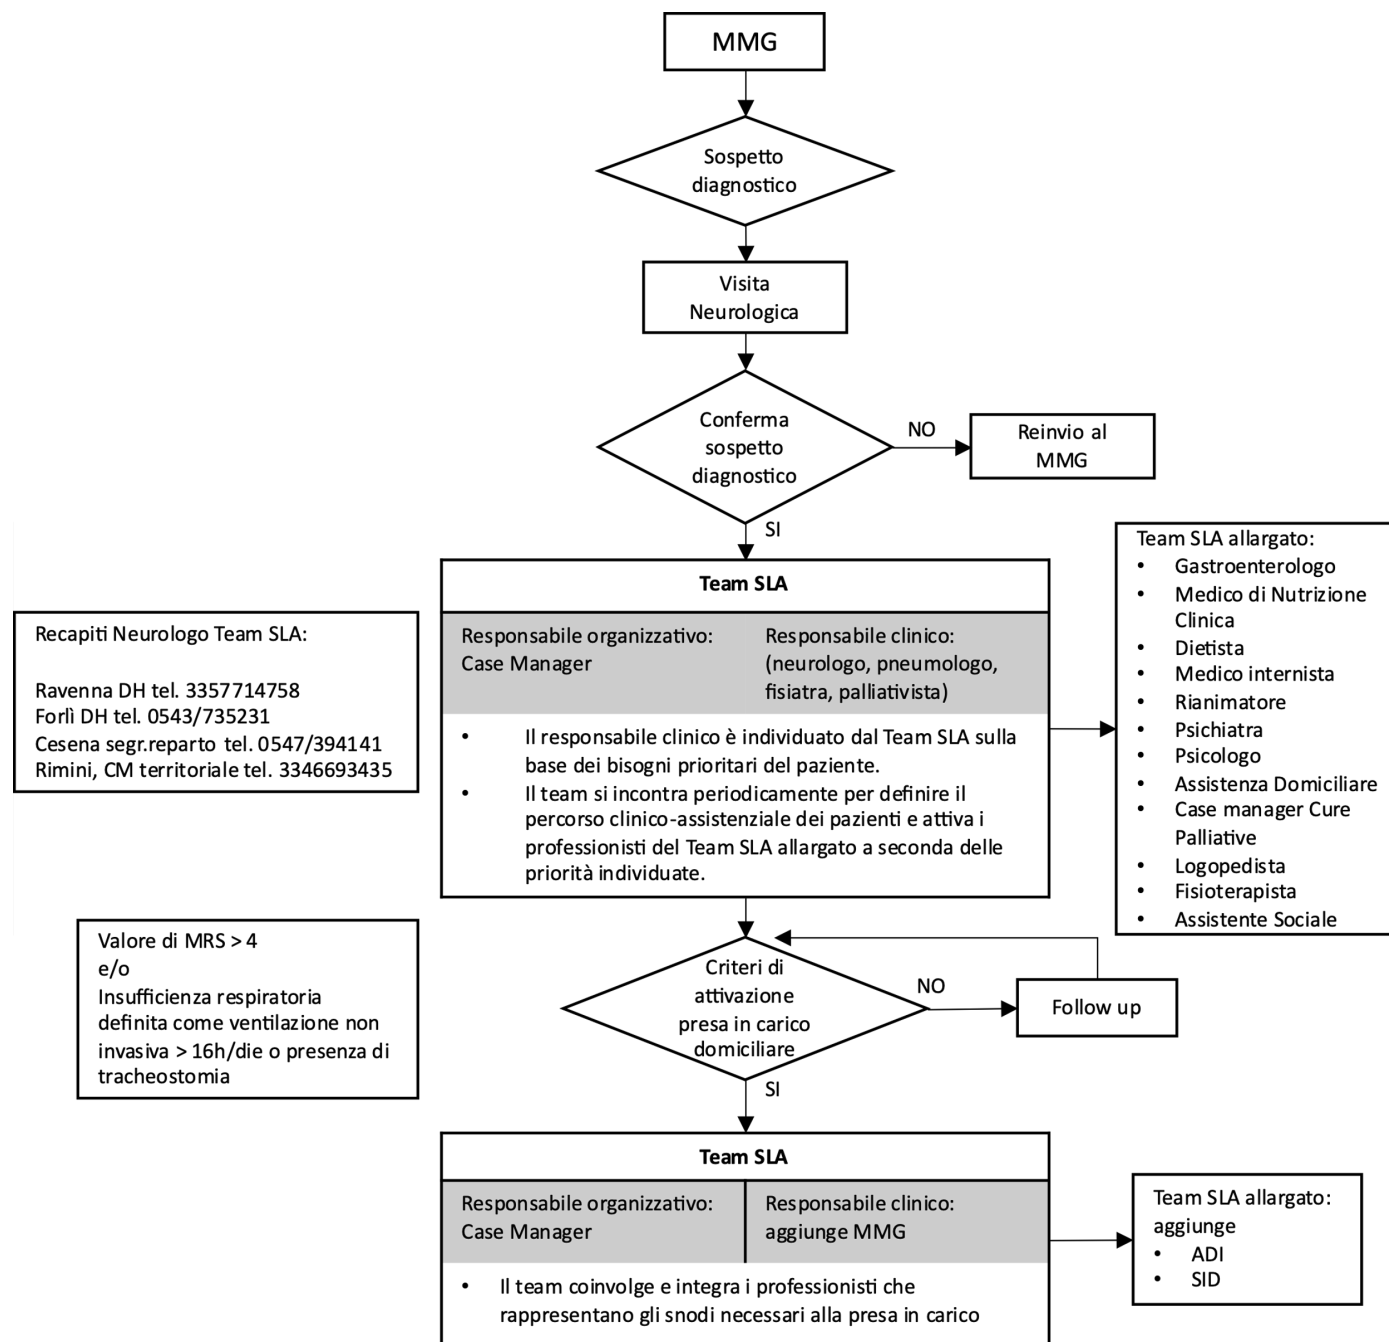 MMG
Sospetto
diagnostico
Visita
Neurologica
Conferma
sospetto
diagnostico
NO
Reinvio al
MMG
SI
Team SLA
Responsabile organizzativo:
Case Manager
Responsabile clinico:
(neurologo, pneumologo,
fisiatra, palliativista)
• Il responsabile clinico è individuato dal Team SLA sulla
base dei bisogni prioritari del paziente.
• Il team si incontra periodicamente per definire il
percorso clinico-assistenziale dei pazienti e attiva i
professionisti del Team SLA allargato a seconda delle
priorità individuate.
Recapiti Neurologo Team SLA:
Ravenna DH tel. 3357714758
Forlì DH tel. 0543/735231
Cesena segr.reparto tel. 0547/394141
Rimini, CM territoriale tel. 3346693435
Team SLA allargato:
• Gastroenterologo
• Medico di Nutrizione
Clinica
• Dietista
• Medico internista
• Rianimatore
• Psichiatra
• Psicologo
• Assistenza Domiciliare
• Case manager Cure
Palliative
• Logopedista
• Fisioterapista
• Assistente Sociale
Valore di MRS > 4
e/o
Insufficienza respiratoria
definita come ventilazione non
invasiva > 16h/die o presenza di
tracheostomia
Criteri di
attivazione
presa in carico
domiciliare
NO
Follow up
SI
Team SLA
Responsabile organizzativo:
Case Manager
Responsabile clinico:
aggiunge MMG
• Il team coinvolge e integra i professionisti che
rappresentano gli snodi necessari alla presa in carico
Team SLA allargato:
aggiunge
• ADI
• SID